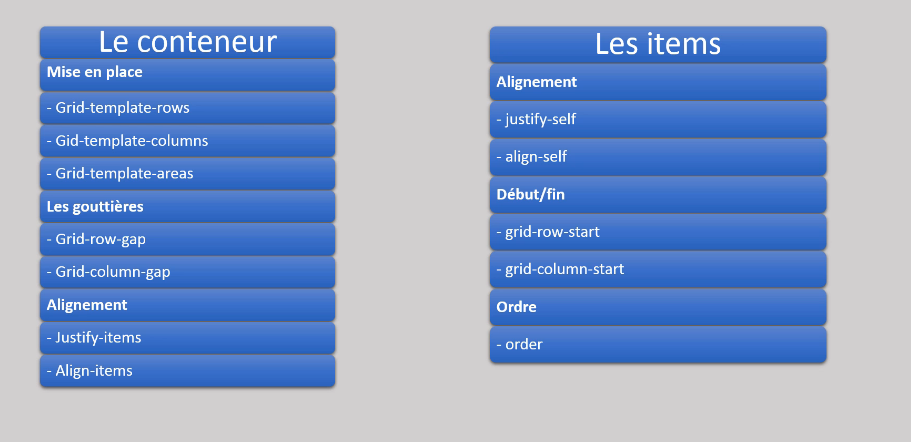 Le conteneur
Mise en place
- Grid-template-rows
- Gid-template-columns
- Grid-template-areas
Les gouttières
- Grid-row-gap
- Grid-column-gap
Alignement
- Justify-items
- Align-items
Les items
Alignement
- justify-self
- align-self
Début/fin
- grid-row-start
- grid-column-start
Ordre
- order